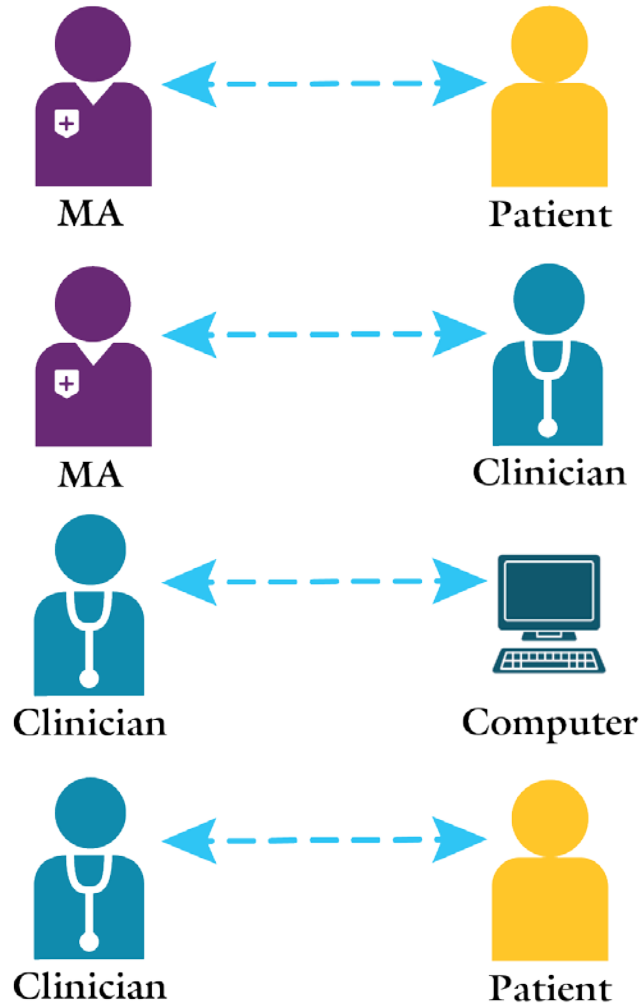 MA
Patient
MA
Clinician
Clinician
Computer
Clinician
Patient